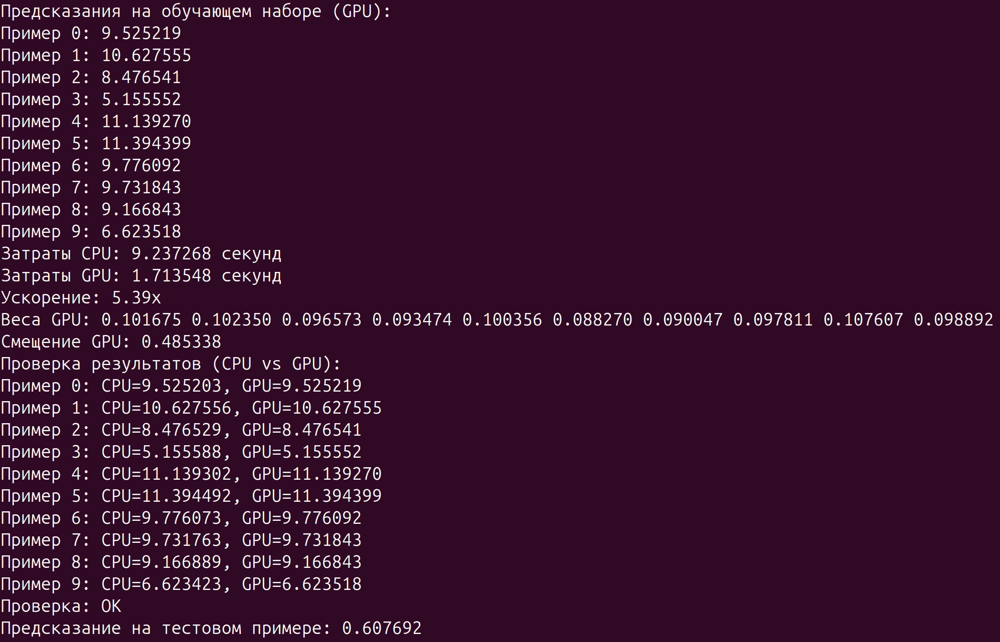 Предсказания на обучающем наборе (GPU):
Пример 0: 9.525219
Пример 1: 10.627555
Пример 2: 8.476541
Пример 3: 5.155552
Пример 4: 11.139270
Пример 5: 11.394399
Пример 6: 9.776092
Пример 7: 9.731843
Пример 8: 9.166843
Пример 9: 6.623518
Затраты CPU: 9.237268 секунд
Затраты GPU: 1.713548 секунд
Ускорение: 5.39x
Веса GPU: 0.101675 0.102350 0.096573 0.093474 0.100356 0.088270 0.090047 0.097811 0.107607 0.098892
Смещение GPU: 0.485338
Проверка результатов (CPU vs GPU):
Пример 0: CPU=9.525203, GPU=9.525219
Пример 1: CPU=10.627556, GPU=10.627555
Пример 2: CPU=8.476529, GPU=8.476541
Пример 3: CPU=5.155588, GPU=5.155552
Пример 4: CPU=11.139302, GPU=11.139270
Пример 5: CPU=11.394492, GPU=11.394399
Пример 6: CPU=9.776073, GPU=9.776092
Пример 7: CPU=9.731763, GPU=9.731843
Пример 8: CPU=9.166889, GPU=9.166843
Пример 9: CPU=6.623423, GPU=6.623518
Проверка: OK
Предсказание на тестовом примере: 0.607692